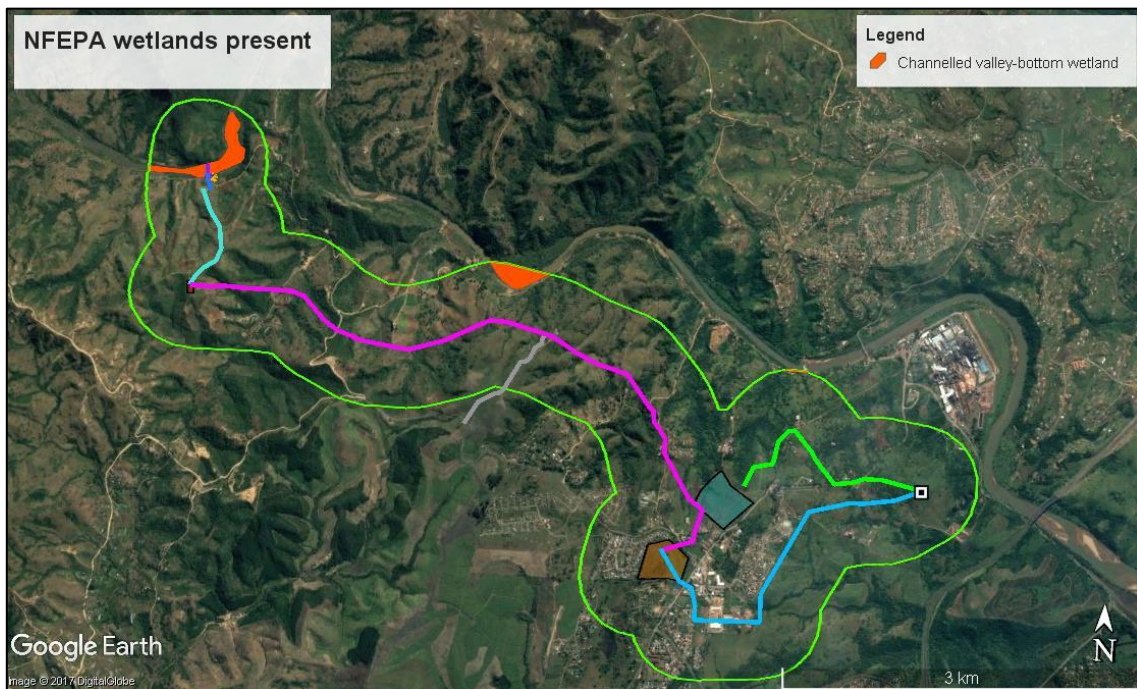 NFEPA wetlands present
Legend
Channelled valley-bottom wetland
Google Earth
Image © 2017 DigitalGlobe
N
3 km